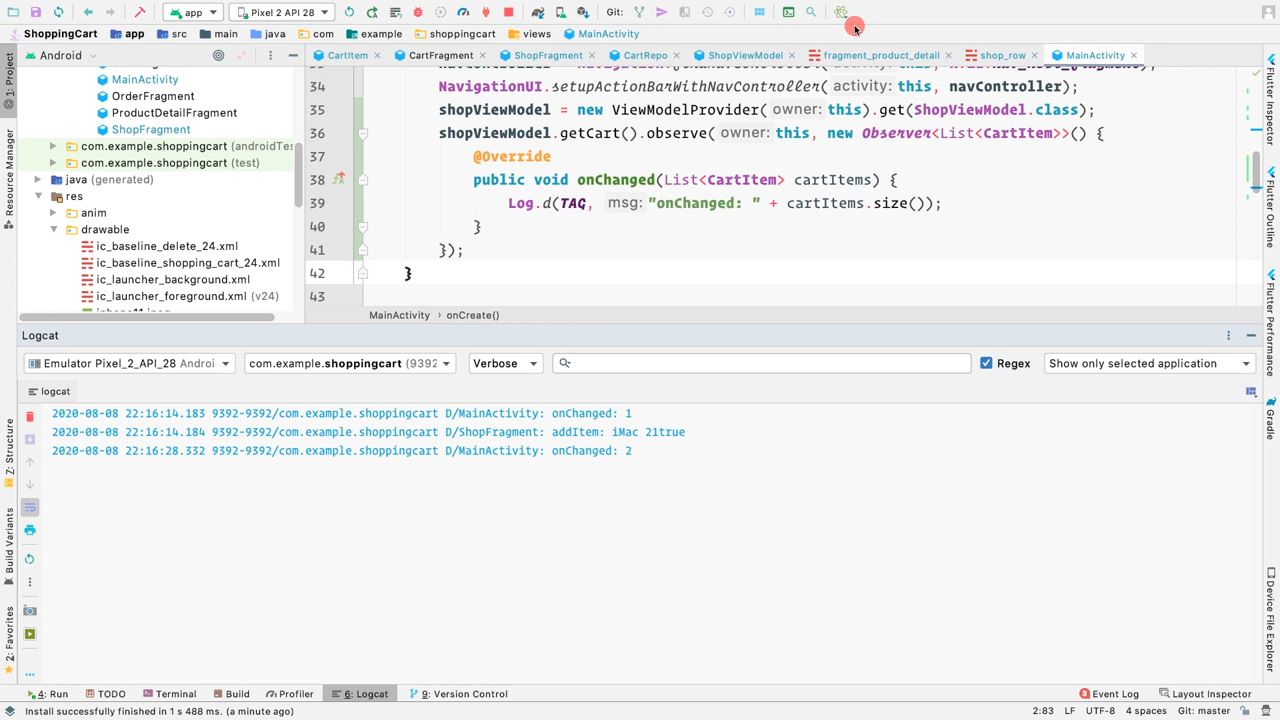 app
Pixel 2 API 28
Git:
ShoppingCart
app
src
main
java
com
example
shoppingcart
views
MainActivity
Android
CartItem
CartFragment
ShopFragment
CartRepo
ShopViewModel
fragment_product_detail
shop_row
MainActivity
1: Project
Resource Manager
Z: Structure
Build Variants
2: Favorites
MainActivity
OrderFragment
ProductDetailFragment
ShopFragment
com.example.shoppingcart (androidTes
com.example.shoppingcart (test)
java (generated)
res
anim
drawable
ic_baseline_delete_24.xml
ic_baseline_shopping_cart_24.xml
ic_launcher_background.xml
ic_launcher_foreground.xml (v24)
34 NavigationUI.setupActionBarWithNavController( activity: this, navController);
35 shopViewModel = new ViewModelProvider( owner: this).get(ShopViewModel.class);
36 shopViewModel.getCart().observe( owner: this, new Observer<List<CartItem>>() {
37 @Override
38 public void onChanged(List<CartItem> cartItems) {
39 Log.d(TAG, msg: "onChanged: " + cartItems.size());
40 }
41 });
42 }
43
MainActivity › onCreate()
Flutter Inspector
Flutter Outline
Flutter Performance
Gradle
Device File Explorer
Logcat
Emulator Pixel_2_API_28 Androi
com.example.shoppingcart (9392
Verbose
Regex
Show only selected application
logcat
2020-08-08 22:16:14.183 9392-9392/com.example.shoppingcart D/MainActivity: onChanged: 1
2020-08-08 22:16:14.184 9392-9392/com.example.shoppingcart D/ShopFragment: addItem: iMac 21true
2020-08-08 22:16:28.332 9392-9392/com.example.shoppingcart D/MainActivity: onChanged: 2
4: Run
TODO
Terminal
Build
Profiler
6: Logcat
9: Version Control
3 Event Log
Layout Inspector
Install successfully finished in 1 s 488 ms. (a minute ago)
2:83
LF
UTF-8
4 spaces
Git: master